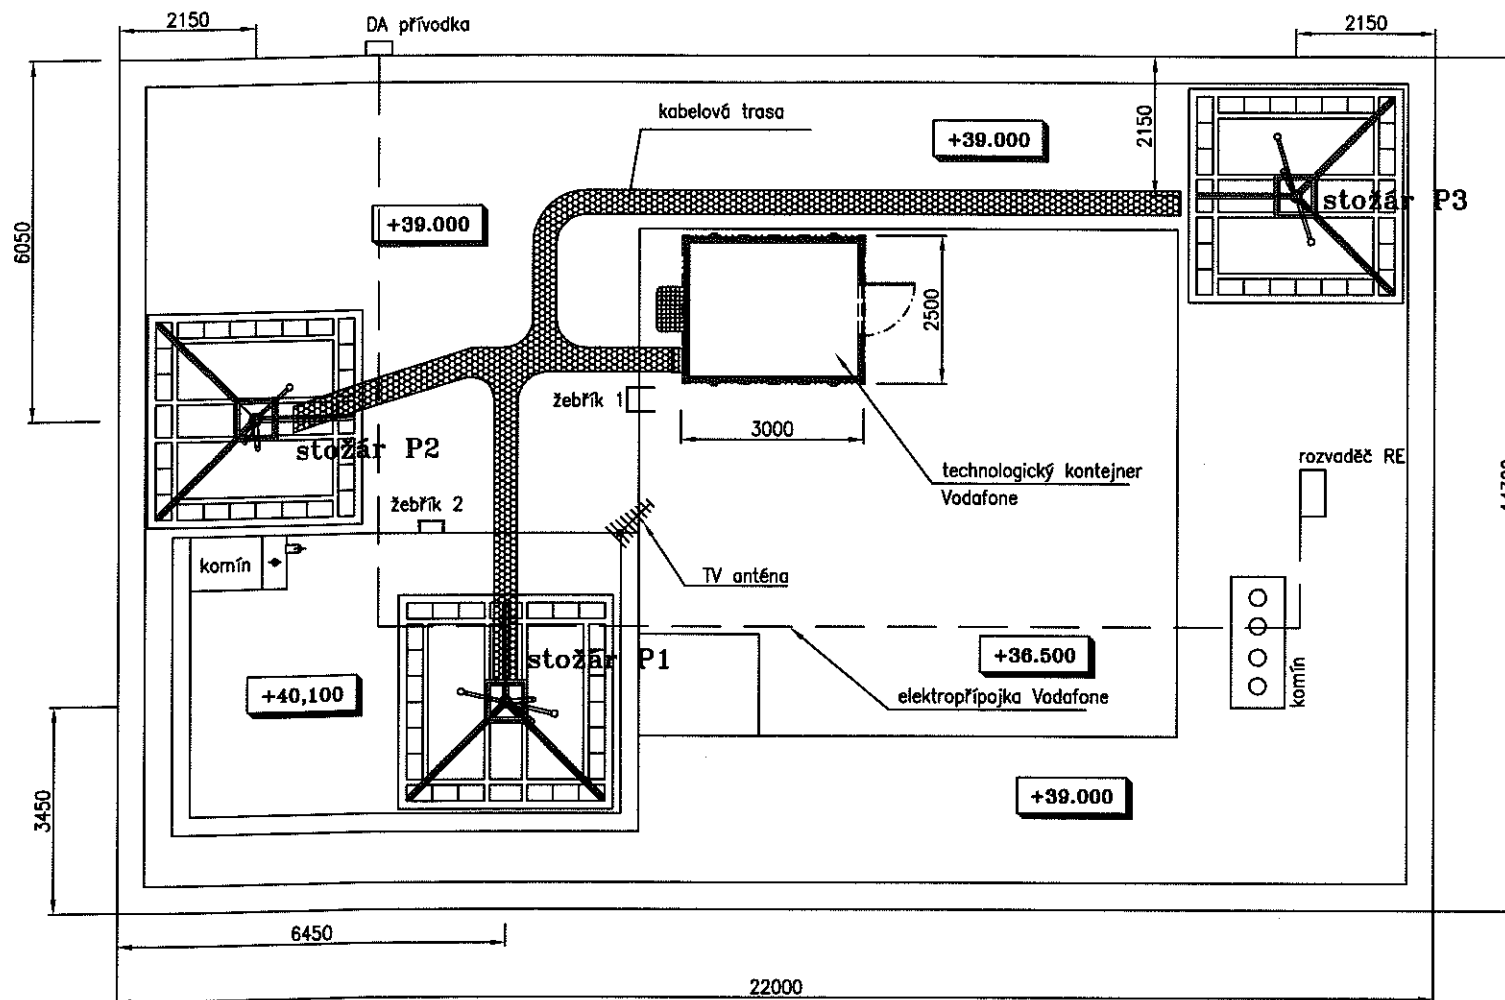 2150
DA přívodka
2150
kabelová trasa
+39.000
2150
6050
+39.000
stožár P3
2500
žebřík 1
3000
stožár P2
technologický kontejner
Vodafone
rozvaděč RE
žebřík 2
komín
TV anténa
stožár P1
+36.500
+40,100
elektropřípojka Vodafone
komín
+39.000
3450
6450
22000